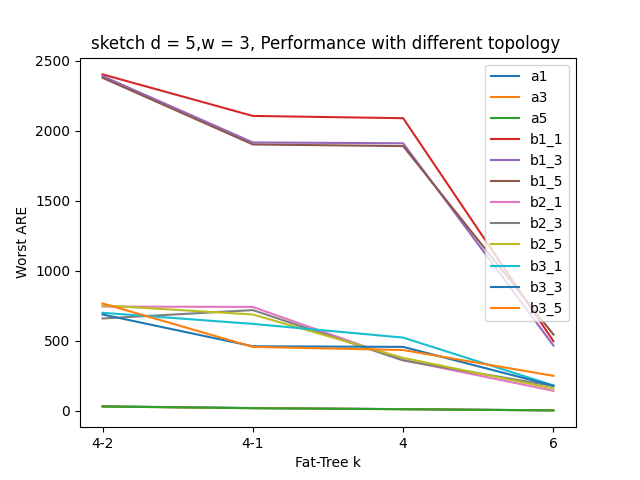 sketch d = 5,w = 3, Performance with different topology
2500
2000
1500
1000
500
0
Worst ARE
4-2
4-1
4
6
Fat-Tree k
a1
a3
a5
b1_1
b1_3
b1_5
b2_1
b2_3
b2_5
b3_1
b3_3
b3_5